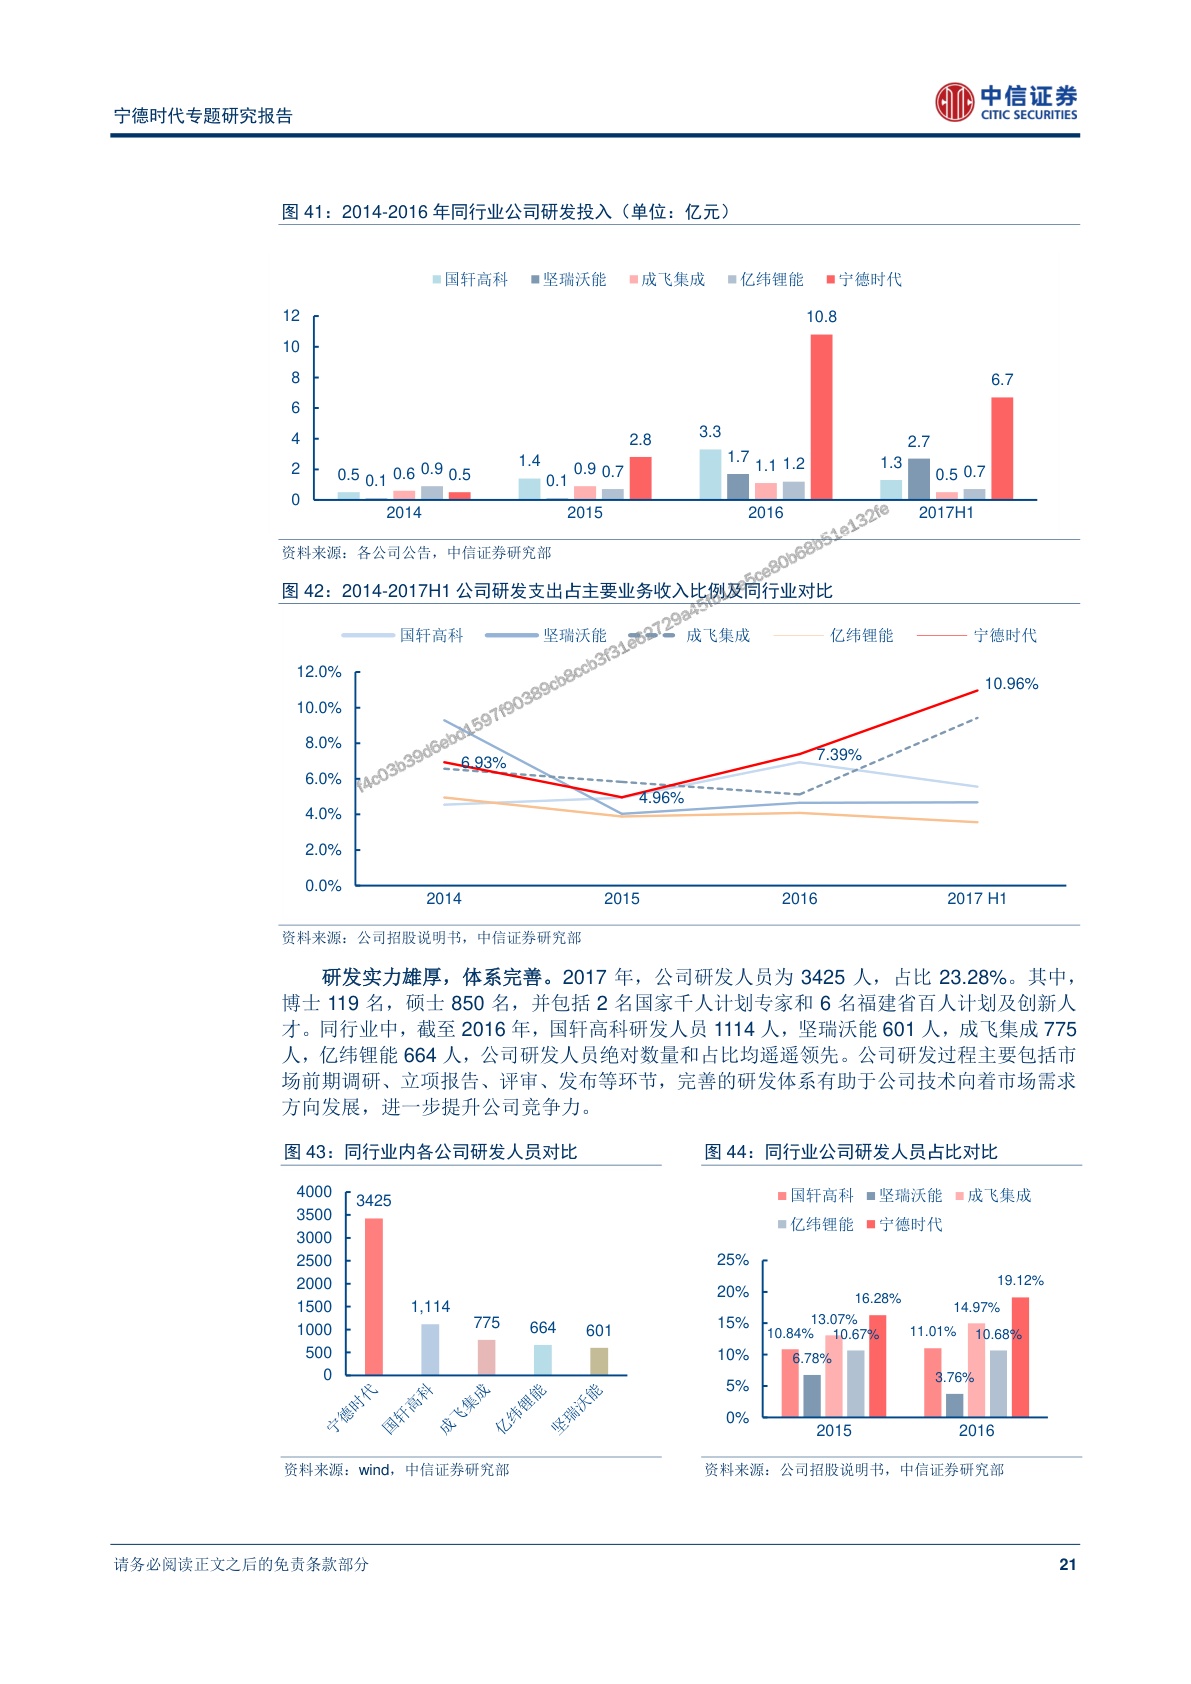 宁德时代专题研究报告
中信证券
CITIC SECURITIES
图 41：2014-2016 年同行业公司研发投入（单位：亿元）
国轩高科 坚瑞沃能 成飞集成 亿纬锂能 宁德时代
12
10
8
6
4
2
0
0.5 0.1 0.6 0.9 0.5
1.4 0.1 0.9 0.7 2.8
3.3 1.7 1.1 1.2 10.8
1.3 2.7 0.5 0.7 6.7
2014 2015 2016 2017H1
资料来源：各公司公告，中信证券研究部
图 42：2014-2017H1 公司研发支出占主要业务收入比例及同行业对比
国轩高科 坚瑞沃能 成飞集成 亿纬锂能 宁德时代
12.0%
10.0%
8.0%
6.0%
4.0%
2.0%
0.0%
6.93%
4.96%
7.39%
10.96%
2014 2015 2016 2017 H1
资料来源：公司招股说明书，中信证券研究部
研发实力雄厚，体系完善。2017 年，公司研发人员为 3425 人，占比 23.28%。其中，
博士 119 名，硕士 850 名，并包括 2 名国家千人计划专家和 6 名福建省百人计划及创新人
才。同行业中，截至 2016 年，国轩高科研发人员 1114 人，坚瑞沃能 601 人，成飞集成 775
人，亿纬锂能 664 人，公司研发人员绝对数量和占比均遥遥领先。公司研发过程主要包括市
场前期调研、立项报告、评审、发布等环节，完善的研发体系有助于公司技术向着市场需求
方向发展，进一步提升公司竞争力。
图 43：同行业内各公司研发人员对比
4000
3500
3000
2500
2000
1500
1000
500
0
3425
1,114
775
664
601
宁德时代 国轩高科 成飞集成 亿纬锂能 坚瑞沃能
资料来源：wind，中信证券研究部
图 44：同行业公司研发人员占比对比
国轩高科 坚瑞沃能 成飞集成
亿纬锂能 宁德时代
25%
20%
15%
10%
5%
0%
10.84% 6.78% 13.07% 10.67% 16.28%
11.01% 3.76% 14.97% 10.68% 19.12%
2015 2016
资料来源：公司招股说明书，中信证券研究部
请务必阅读正文之后的免责条款部分
21